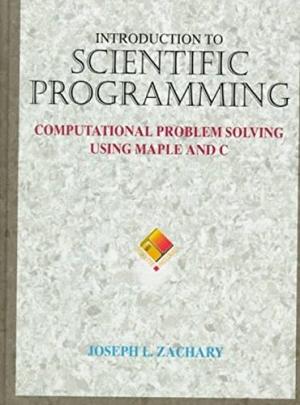 INTRODUCTION TO
SCIENTIFIC
PROGRAMMING
COMPUTATIONAL PROBLEM SOLVING
USING MAPLE AND C
JOSEPH L. ZACHARY